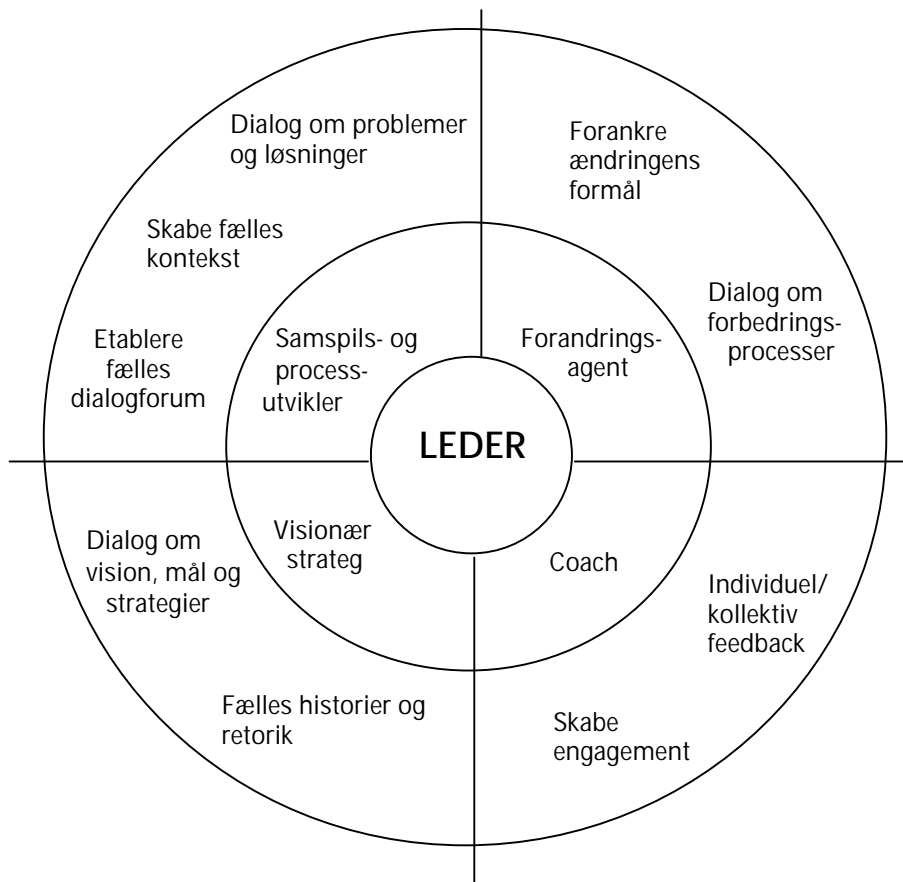 Dialog om problemer
og løsninger
Skabe fælles
kontekst
Etablere
fælles
dialogforum
Samspils- og
process-
utvikler
Forankre
ændringens
formål
Dialog om
forbedrings-
processer
Forandrings-
agent
LEDER
Dialog om
vision, mål og
strategier
Visionær
strateg
Fælles historier og
retorik
Coach
Individuel/
kollektiv
feedback
Skabe
engagement